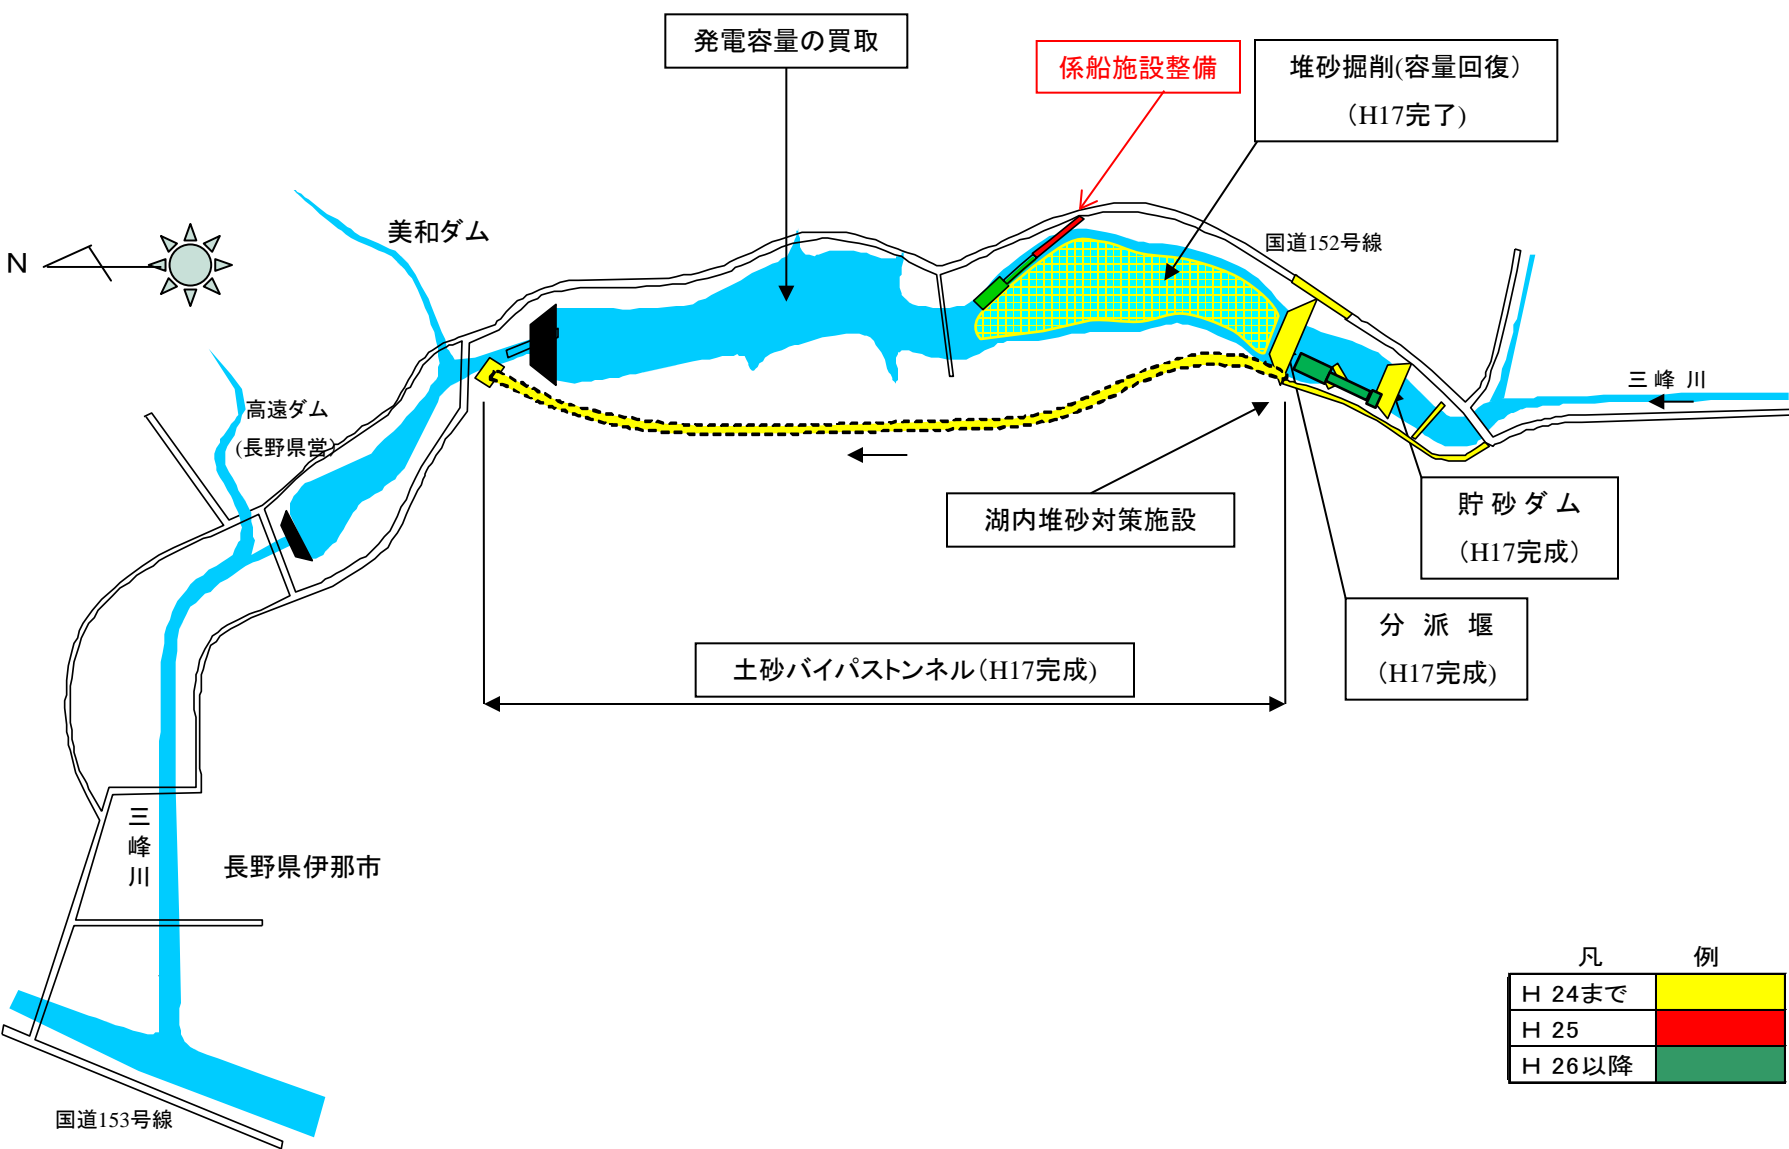 発電容量の買取
係船施設整備
堆砂掘削(容量回復)
(H17完了)
美和ダム
国道152号線
N
三峰川
高遠ダム
(長野県営)
湖内堆砂対策施設
貯砂ダム
(H17完成)
分派堰
(H17完成)
土砂バイパストンネル(H17完成)
三峰川
長野県伊那市
国道153号線
凡例
H 24まで
H 25
H 26以降